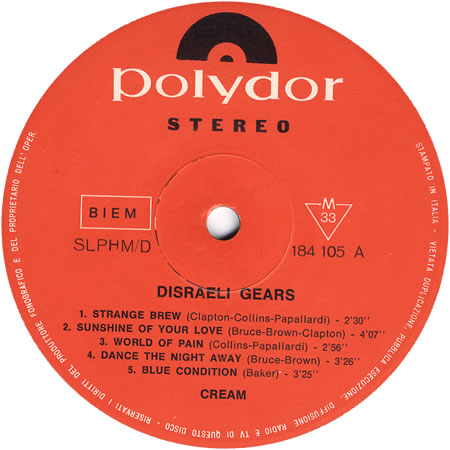 polydor
STEREO
BIEM
SLPHM/D
M
33
184 105 A
DISRAELI GEARS
1. STRANGE BREW (Clapton-Collins-Papallardi) - 2'30"
2. SUNSHINE OF YOUR LOVE (Bruce-Brown-Clapton) - 4'07"
3. WORLD OF PAIN (Collins-Papallardi) - 2'56"
4. DANCE THE NIGHT AWAY (Bruce-Brown) - 3'26"
5. BLUE CONDITION (Baker) - 3'25"
CREAM
STAMPATO IN ITALIA - VIETATA DUPLICAZIONE, PUBBLICA ESECUZIONE, DIFFUSIONE RADIO E TV DI QUESTO DISCO - RISERVATI I DIRITTI DEL PRODUTTORE FONOGRAFICO E DEL PROPRIETARIO DELL'OPER.